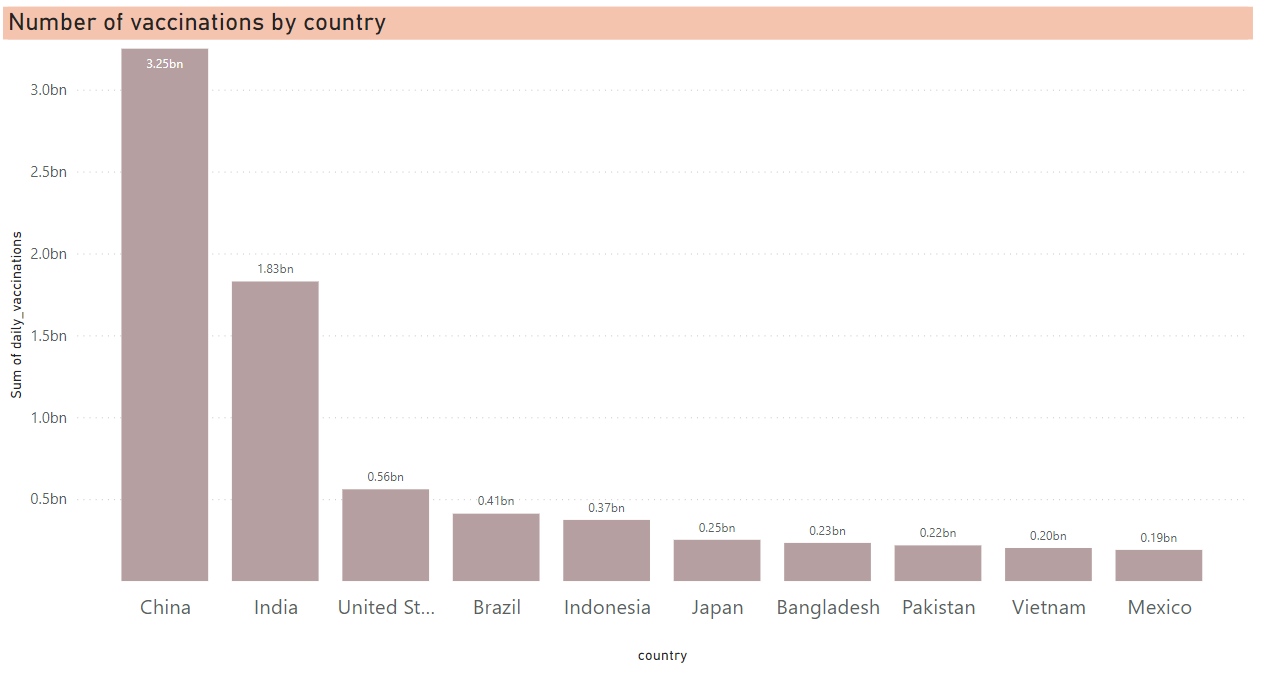 Number of vaccinations by country
Sum of daily_vaccinations
3.0bn
2.5bn
2.0bn
1.5bn
1.0bn
0.5bn
3.25bn
1.83bn
0.56bn
0.41bn
0.37bn
0.25bn
0.23bn
0.22bn
0.20bn
0.19bn
China India United St... Brazil Indonesia Japan Bangladesh Pakistan Vietnam Mexico
country